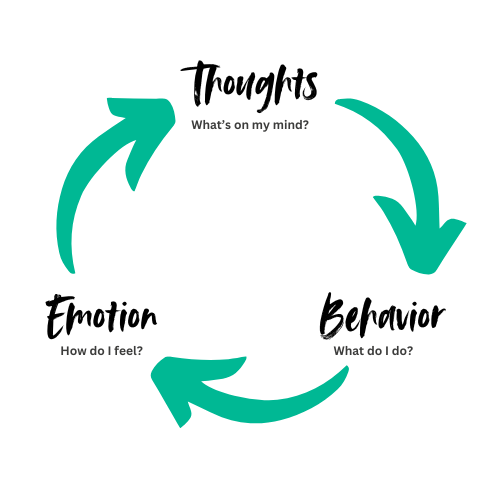 Thoughts
What's on my mind?
Emotion
How do I feel?
Behavior
What do I do?